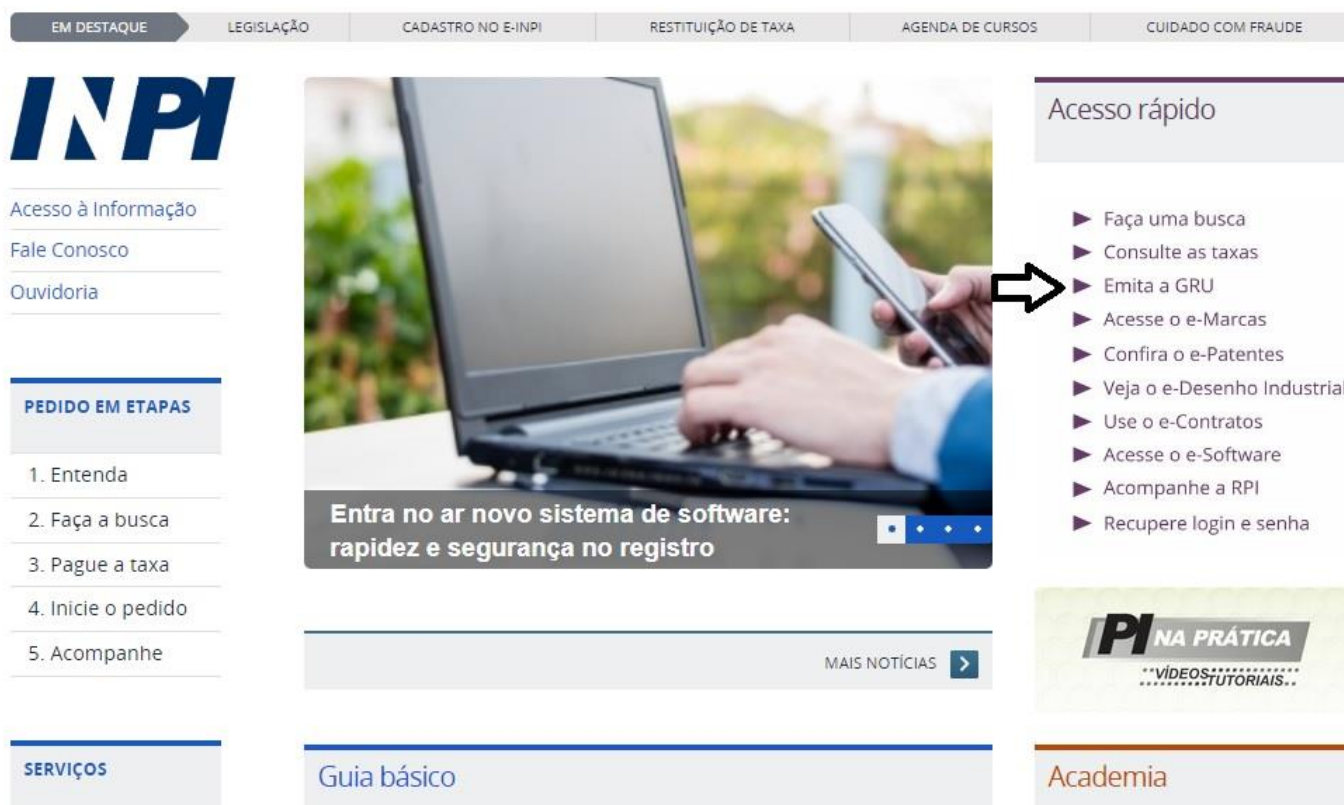 EM DESTAQUE
LEGISLAÇÃO
CADASTRO NO E-INPI
RESTITUIÇÃO DE TAXA
AGENDA DE CURSOS
CUIDADO COM FRAUDE
INPI
Acesso à Informação
Fale Conosco
Ouvidoria
PEDIDO EM ETAPAS
1. Entenda
2. Faça a busca
3. Pague a taxa
4. Inicie o pedido
5. Acompanhe
SERVIÇOS
Entra no ar novo sistema de software:
rapidez e segurança no registro
MAIS NOTÍCIAS
Guia básico
Acesso rápido
Faça uma busca
Consulte as taxas
Emita a GRU
Acesse o e-Marcas
Confira o e-Patentes
Veja o e-Desenho Industrial
Use o e-Contratos
Acesse o e-Software
Acompanhe a RPI
Recupere login e senha
PI NA PRÁTICA
VÍDEOS TUTORIAIS
Academia